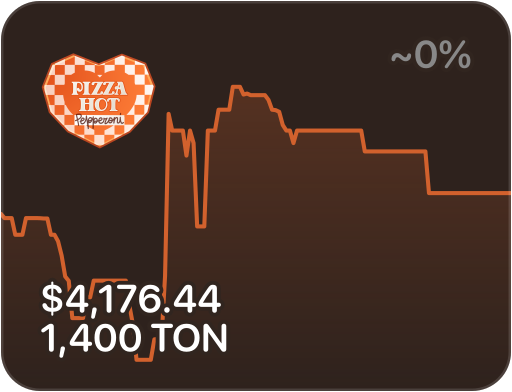 ~0%
PIZZA
HOT
Pepperoni
$4,176.44
1,400 TON